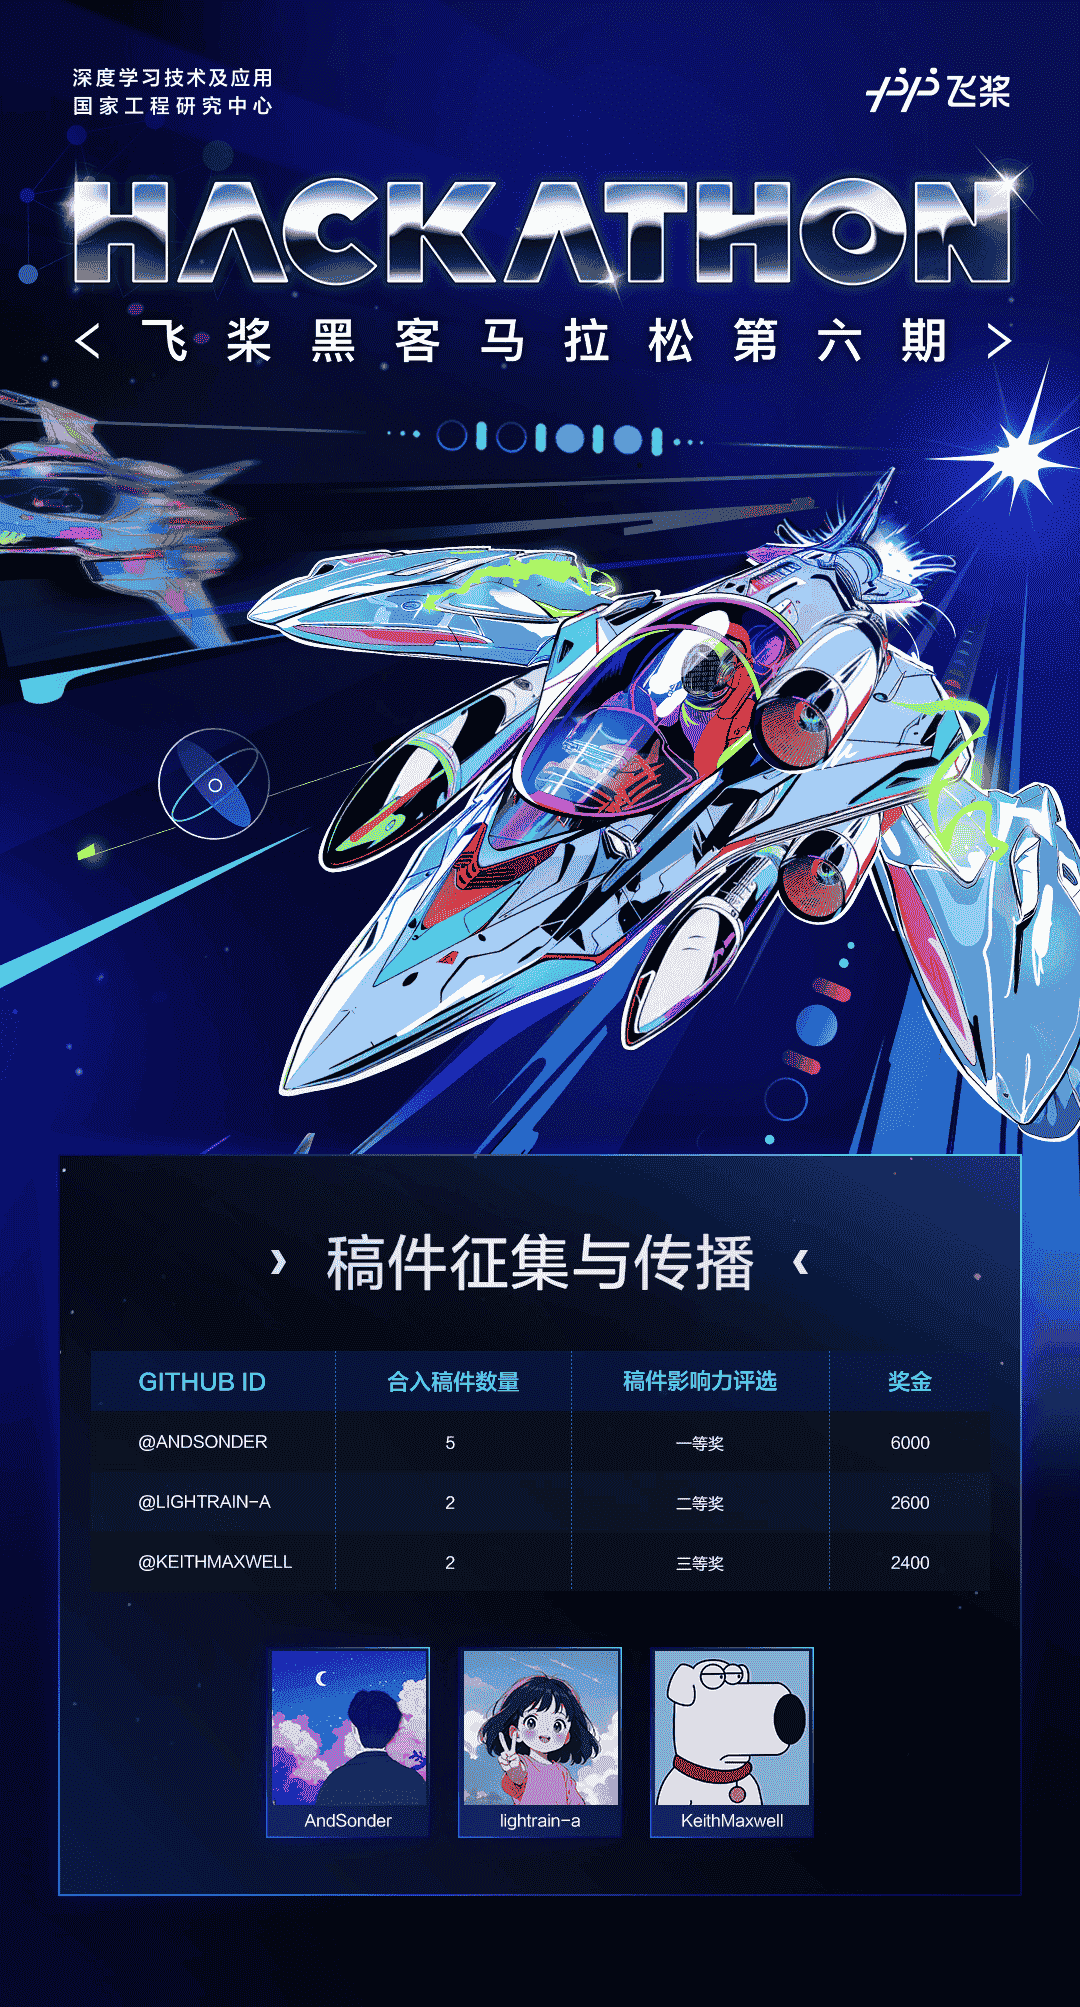 深度学习技术及应用
国家工程研究中心
飞桨
HACKATHON
< 飞桨黑客马拉松第六期 >
稿件征集与传播
GITHUB ID 合入稿件数量 稿件影响力评选 奖金
@ANDSONDER 5 一等奖 6000
@LIGHTRAIN-A 2 二等奖 2600
@KEITHMAXWELL 2 三等奖 2400
AndSonder lightrain-a KeithMaxwell